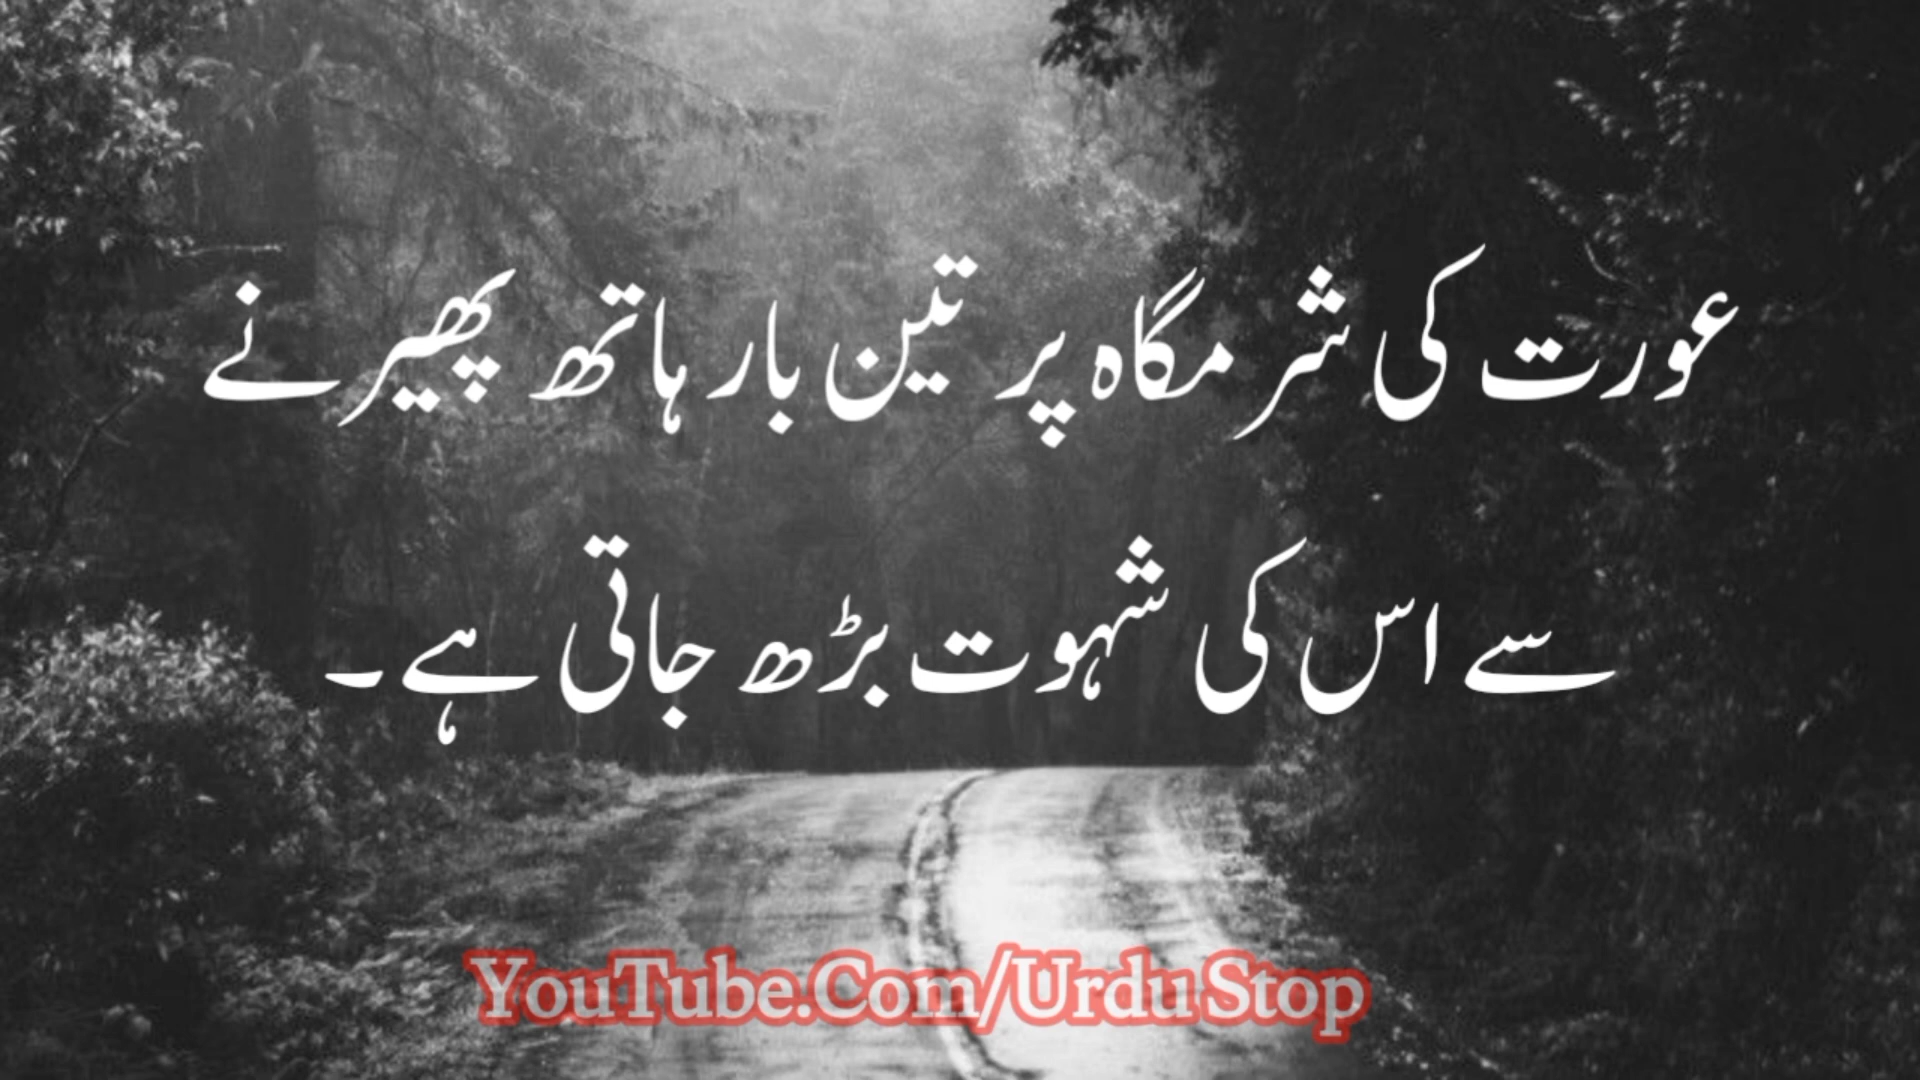 عورت کی شرمگاہ پر تین بار ہاتھ پھیرنے
سے اس کی شہوت بڑھ جاتی ہے۔
YouTube.Com/Urdu Stop